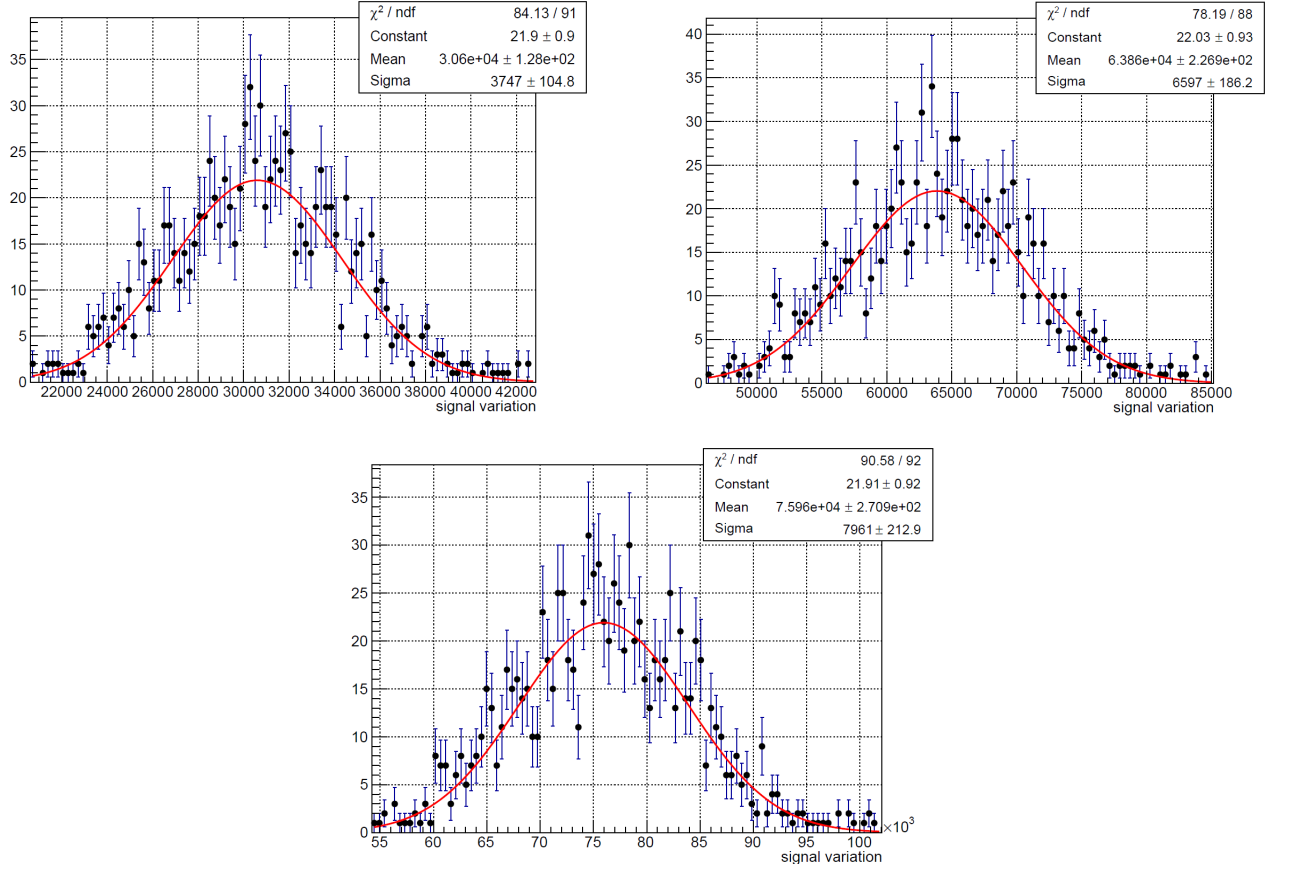 χ² / ndf 84.13 / 91
Constant 21.9 ± 0.9
Mean 3.06e+04 ± 1.28e+02
Sigma 3747 ± 104.8
35
30
25
20
15
10
5
0
22000 24000 26000 28000 30000 32000 34000 36000 38000 40000 42000
signal variation
χ² / ndf 78.19 / 88
Constant 22.03 ± 0.93
Mean 6.386e+04 ± 2.269e+02
Sigma 6597 ± 186.2
40
35
30
25
20
15
10
5
0
50000 55000 60000 65000 70000 75000 80000 85000
signal variation
χ² / ndf 90.58 / 92
Constant 21.91 ± 0.92
Mean 7.596e+04 ± 2.709e+02
Sigma 7961 ± 212.9
35
30
25
20
15
10
5
0
55 60 65 70 75 80 85 90 95 100
×10³
signal variation